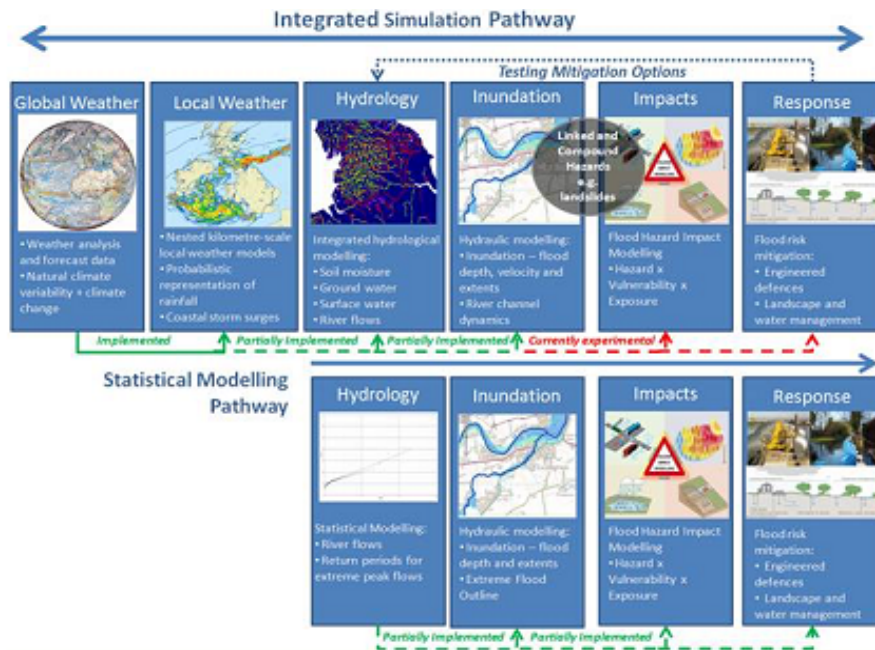 Integrated Simulation Pathway
Testing Mitigation Options
Global Weather
• Weather analysis
and forecast data
• Natural climate
variability + climate
change
Local Weather
• Nested kilometre-scale
local weather models
• Probabilistic
representation of
rainfall
• Coastal storm surges
Hydrology
Integrated hydrological
modelling:
• Soil moisture
• Ground water
• Surface water
• River flows
Inundation
Hydraulic modelling:
• Inundation – flood
depth, velocity and
extents
• River channel
dynamics
Linked and
Compound
Hazards
e.g.
landslides
Impacts
Flood Hazard Impact
Modelling
• Hazard x
Vulnerability x
Exposure
Response
Flood risk
mitigation:
• Engineered
defences
• Landscape and
water management
Implemented
Partially Implemented
Partially Implemented
Currently experimental
Statistical Modelling
Pathway
Hydrology
Statistical Modelling:
• River flows
• Return periods for
extreme peak flows
Inundation
Hydraulic modelling:
• Inundation – flood
depth and extents
• Extreme Flood
Outline
Impacts
Flood Hazard Impact
Modelling
• Hazard x
Vulnerability x
Exposure
Response
Flood risk
mitigation:
• Engineered
defences
• Landscape and
water management
Partially Implemented
Partially Implemented